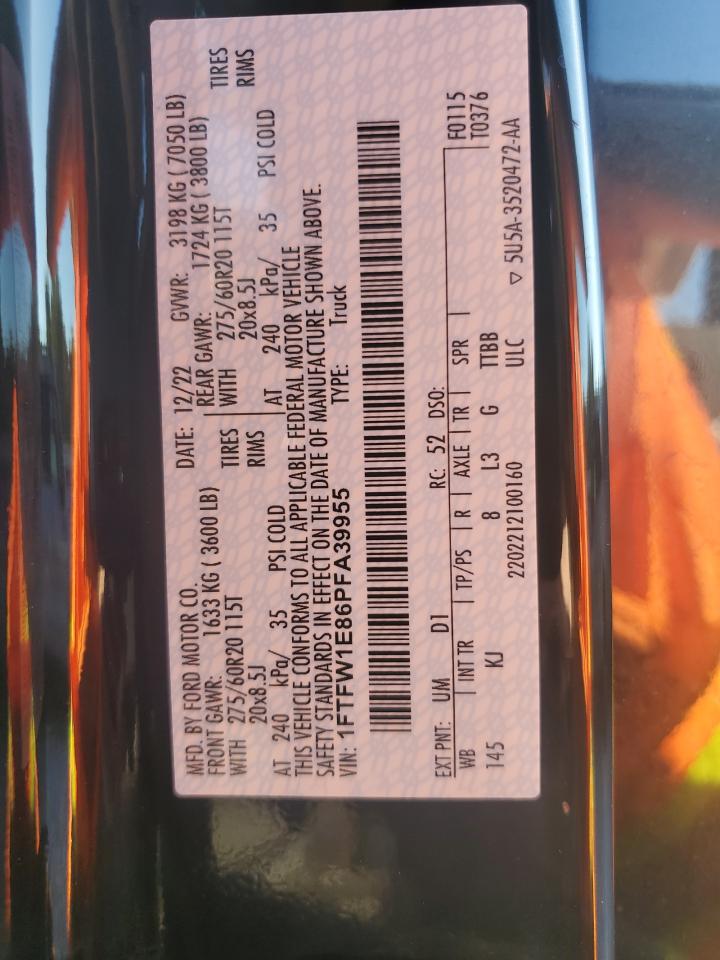 MFD. BY FORD MOTOR CO.
DATE: 12/22 GVWR: 3198 KG ( 7050 LB)
FRONT GAWR: 1633 KG ( 3600 LB)
REAR GAWR: 1724 KG ( 3800 LB)
WITH 275/60R20 115T TIRES
WITH 275/60R20 115T TIRES
20x8.5J RIMS
20x8.5J RIMS
AT 240 kPa/ 35 PSI COLD
AT 240 kPa/ 35 PSI COLD
THIS VEHICLE CONFORMS TO ALL APPLICABLE FEDERAL MOTOR VEHICLE
SAFETY STANDARDS IN EFFECT ON THE DATE OF MANUFACTURE SHOWN ABOVE.
VIN: 1FTFW1E86PFA39955 TYPE: Truck
F0115
T0376
EXT PNT: UM D1 RC: 52 DSO:
WB INT TR TP/PS R AXLE TR SPR
145 KJ 8 L3 G TTBB
ULC
2202212100160 ▽ 5U5A-3520472-AA